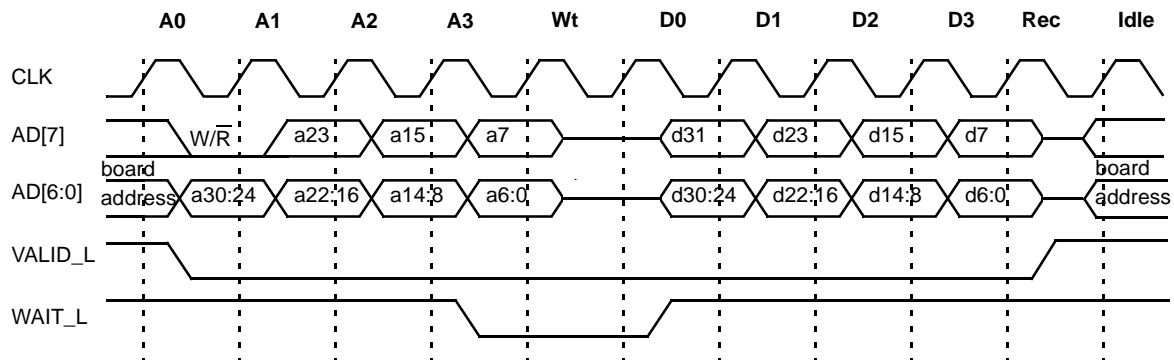 A0 A1 A2 A3 Wt D0 D1 D2 D3 Rec Idle
CLK
AD[7] W/R̅ a23 a15 a7 d31 d23 d15 d7
board address board address
AD[6:0] a30:24 a22:16 a14:8 a6:0 d30:24 d22:16 d14:8 d6:0
VALID_L
WAIT_L